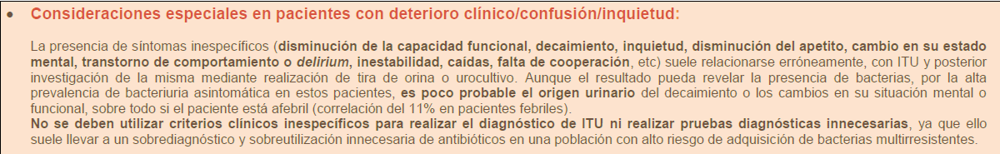 • Consideraciones especiales en pacientes con deterioro clínico/confusión/inquietud:
La presencia de síntomas inespecíficos (disminución de la capacidad funcional, decaimiento, inquietud, disminución del apetito, cambio en su estado
mental, transtorno de comportamiento o delirium, inestabilidad, caídas, falta de cooperación, etc) suele relacionarse erróneamente, con ITU y posterior
investigación de la misma mediante realización de tira de orina o urocultivo. Aunque el resultado pueda revelar la presencia de bacterias, por la alta
prevalencia de bacteriuria asintomática en estos pacientes, es poco probable el origen urinario del decaimiento o los cambios en su situación mental o
funcional, sobre todo si el paciente está afebril (correlación del 11% en pacientes febriles).
No se deben utilizar criterios clínicos inespecíficos para realizar el diagnóstico de ITU ni realizar pruebas diagnósticas innecesarias, ya que ello
suele llevar a un sobrediagnóstico y sobreutilización innecesaria de antibióticos en una población con alto riesgo de adquisición de bacterias multirresistentes.